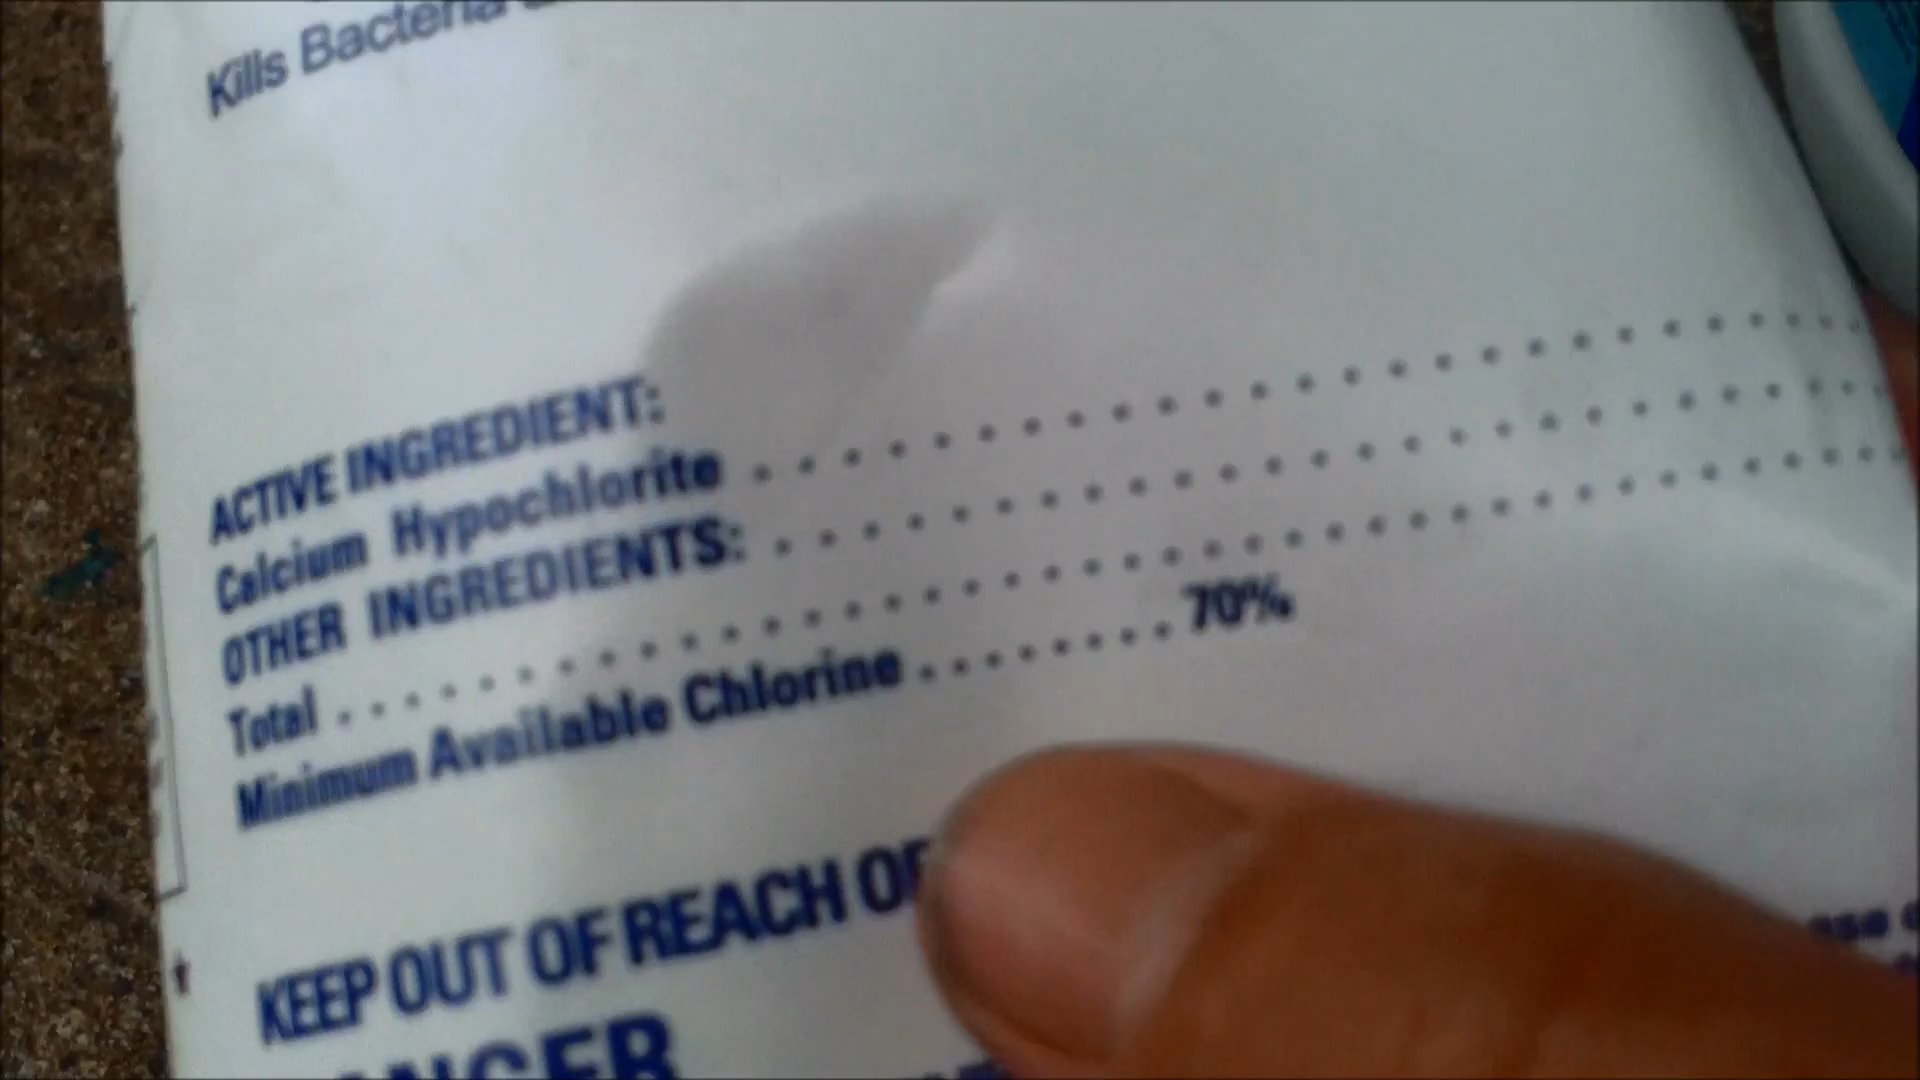 Kills Bacteria
ACTIVE INGREDIENT:
Calcium Hypochlorite . . . . . . . . . . . . . . . . . . . . . . . . . .
OTHER INGREDIENTS: . . . . . . . . . . . . . . . . . . . . . . . . . .
Total . . . . . . . . . . . . . . . . . . . . . . . . . . . . . . . . . . . . . .
Minimum Available Chlorine . . . . . . . . 70%
KEEP OUT OF REACH OF